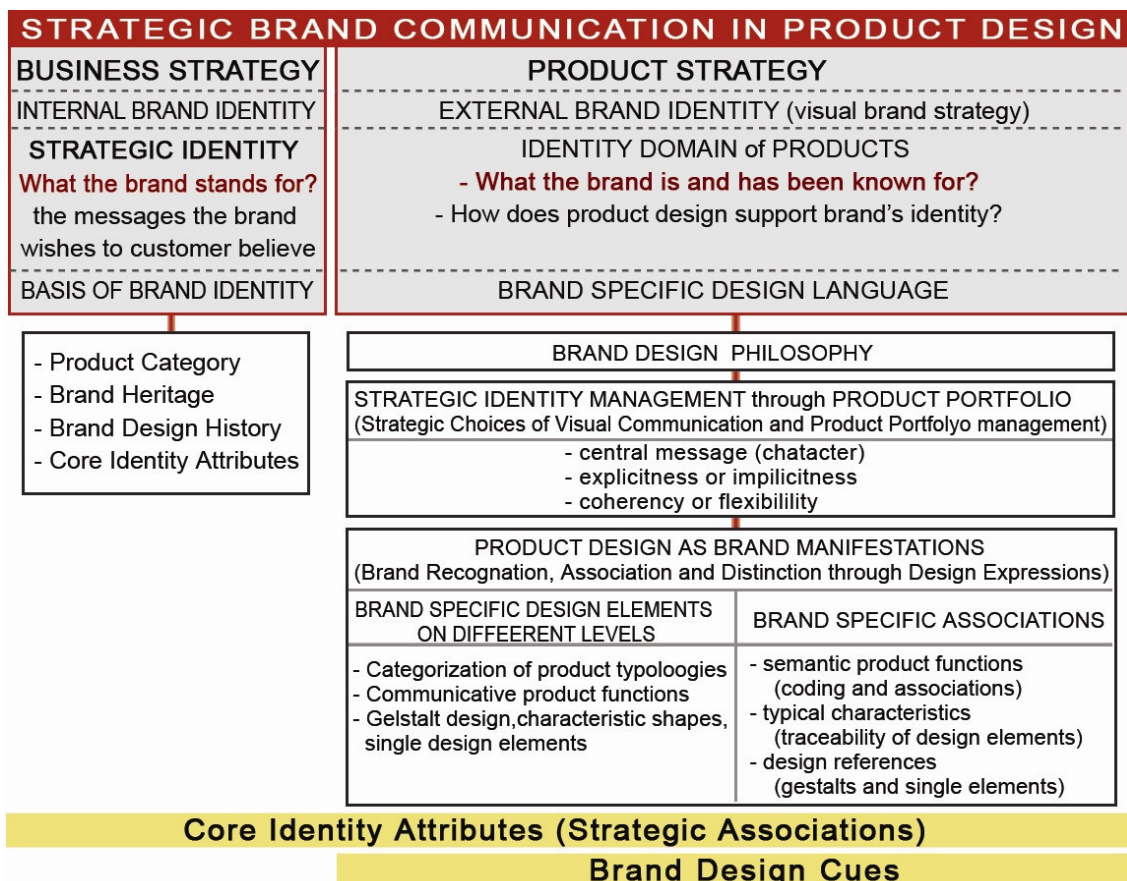 STRATEGIC BRAND COMMUNICATION IN PRODUCT DESIGN
BUSINESS STRATEGY
INTERNAL BRAND IDENTITY
STRATEGIC IDENTITY
What the brand stands for?
the messages the brand
wishes to customer believe
BASIS OF BRAND IDENTITY
- Product Category
- Brand Heritage
- Brand Design History
- Core Identity Attributes
PRODUCT STRATEGY
EXTERNAL BRAND IDENTITY (visual brand strategy)
IDENTITY DOMAIN of PRODUCTS
- What the brand is and has been known for?
- How does product design support brand's identity?
BRAND SPECIFIC DESIGN LANGUAGE
BRAND DESIGN PHILOSOPHY
STRATEGIC IDENTITY MANAGEMENT through PRODUCT PORTFOLIO
(Strategic Choices of Visual Communication and Product Portfolyo management)
- central message (chatacter)
- explicitness or impilicitness
- coherency or flexibilility
PRODUCT DESIGN AS BRAND MANIFESTATIONS
(Brand Recognation, Association and Distinction through Design Expressions)
BRAND SPECIFIC DESIGN ELEMENTS
ON DIFFEERENT LEVELS
- Categorization of product typoloogies
- Communicative product functions
- Gelstalt design,characteristic shapes,
single design elements
BRAND SPECIFIC ASSOCIATIONS
- semantic product functions
(coding and associations)
- typical characteristics
(traceability of design elements)
- design references
(gestalts and single elements)
Core Identity Attributes (Strategic Associations)
Brand Design Cues